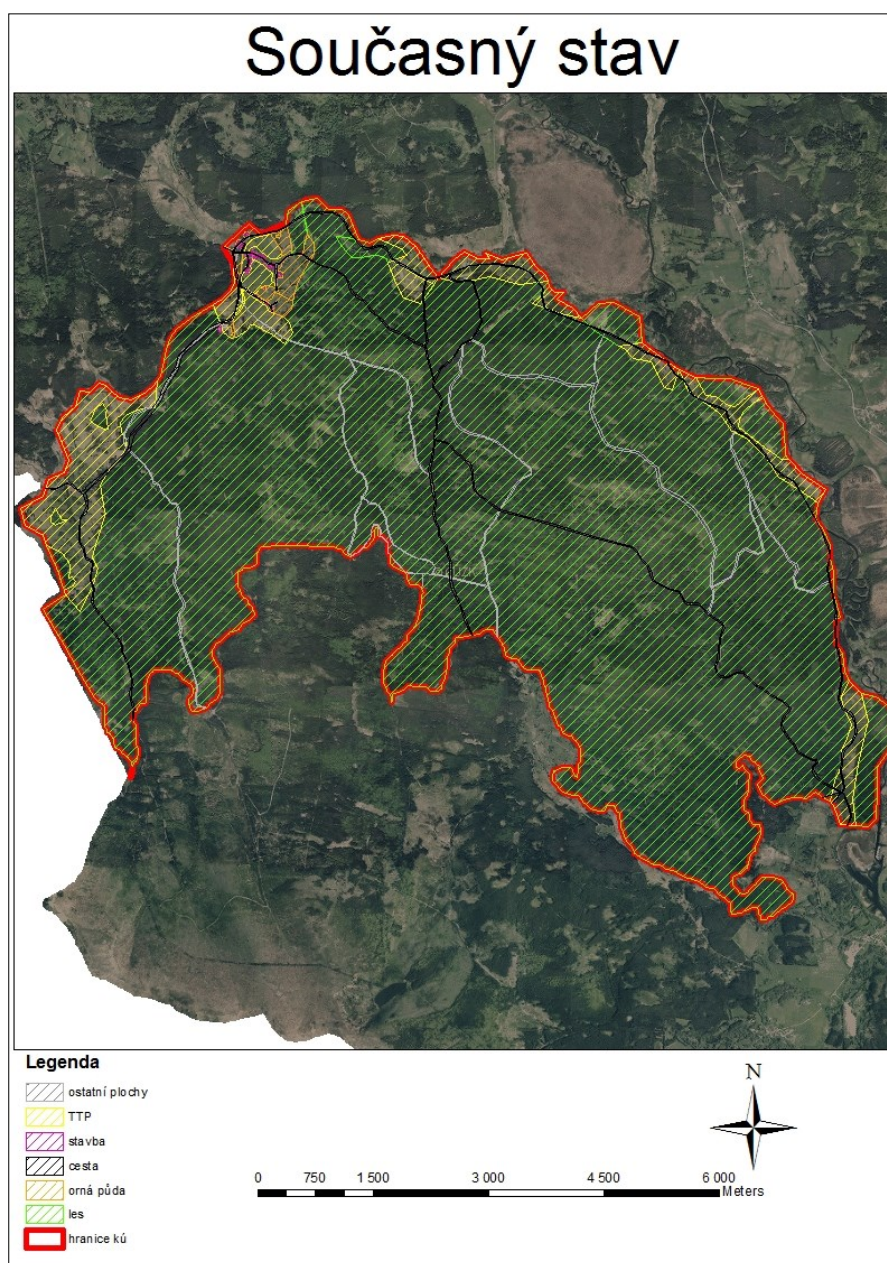 Současný stav
Legenda
ostatní plochy
TTP
stavba
cesta
orná půda
les
hranice kú
N
0 750 1 500 3 000 4 500 6 000
Meters